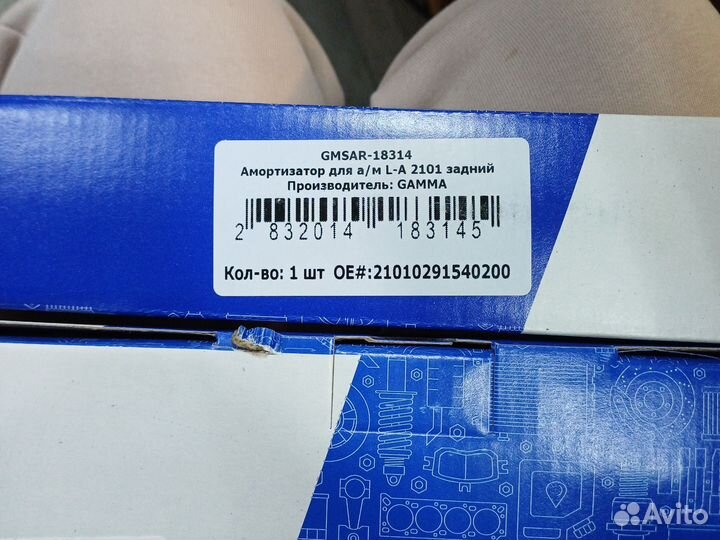 GMSAR-18314
Амортизатор для а/м L-A 2101 задний
Производитель: GAMMA
2 832014 183145
Кол-во: 1 шт OE#:21010291540200
Avito